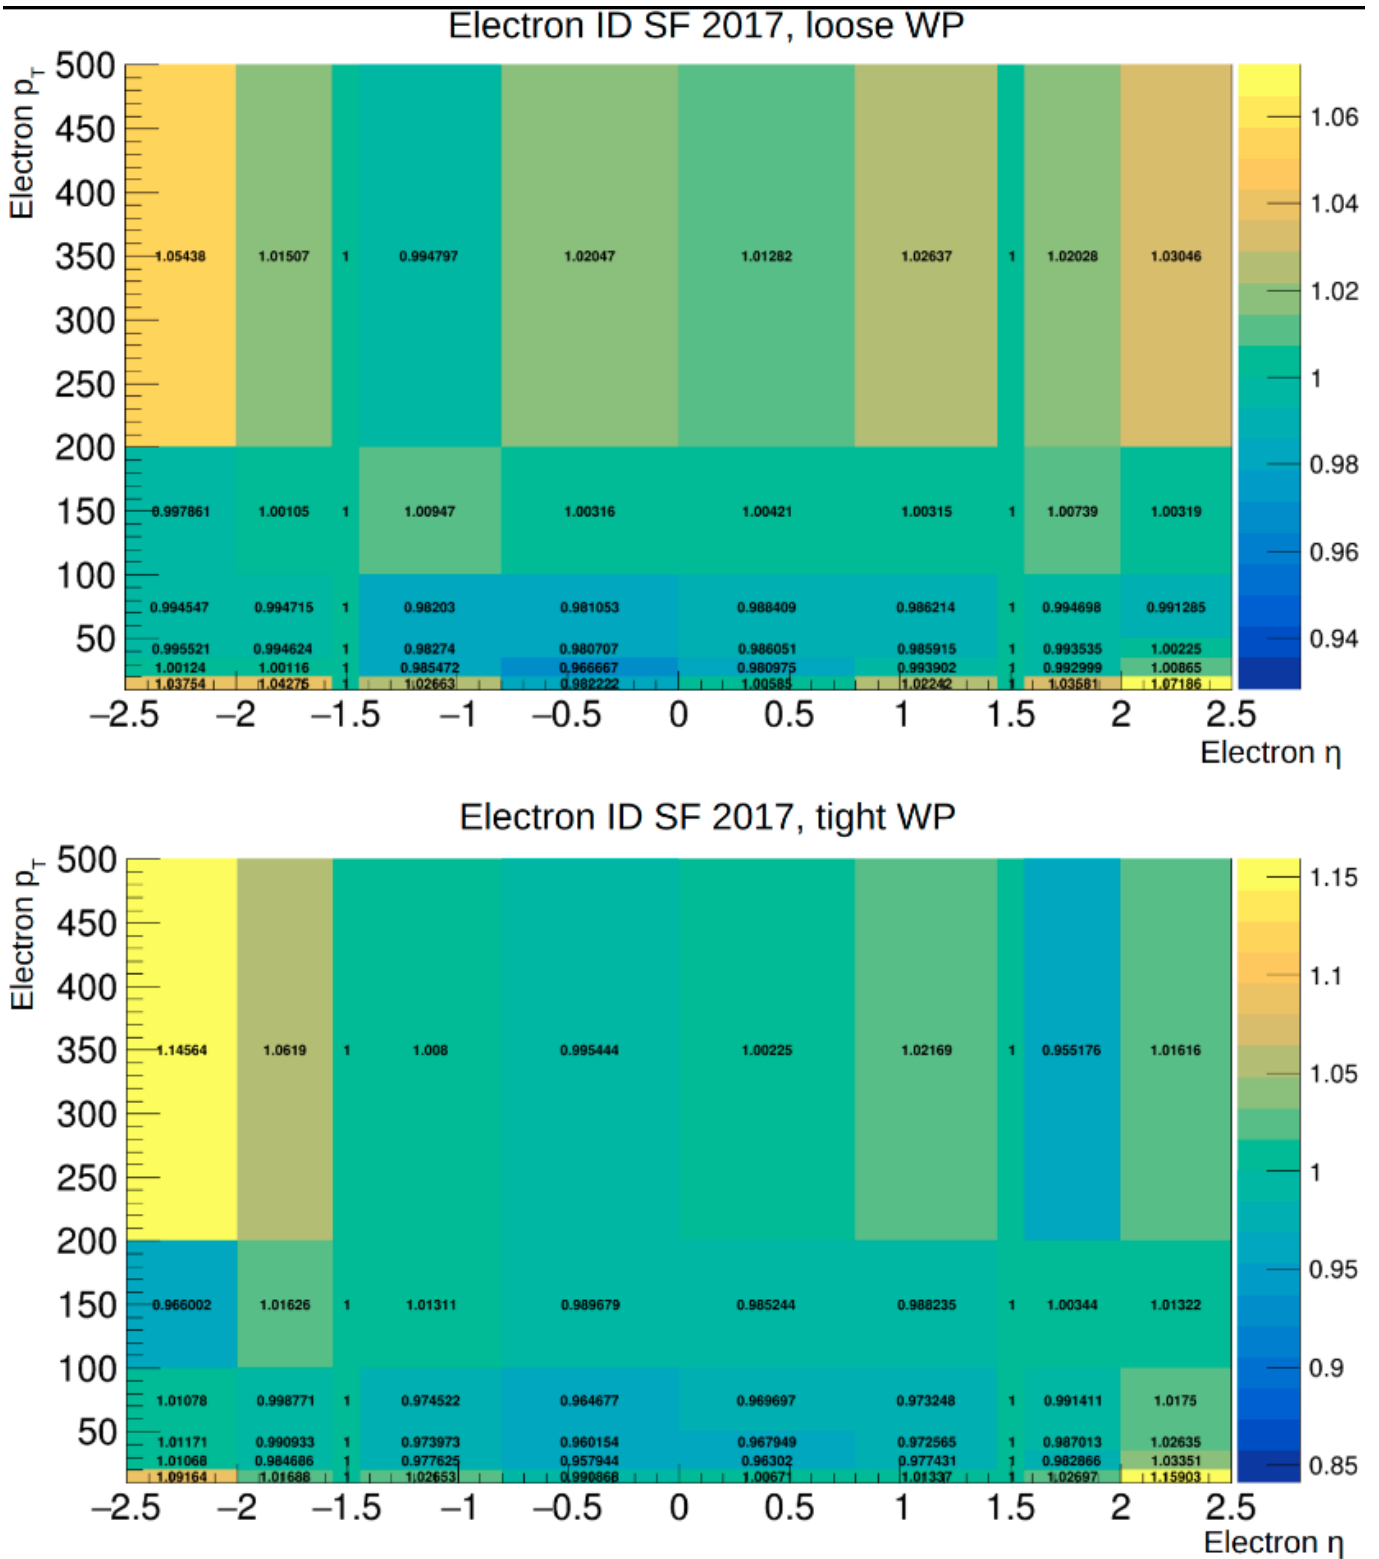 Electron ID SF 2017, loose WP
Electron pT
500
450
400
350
300
250
200
150
100
50
1.05438 1.01507 1 0.994797 1.02047 1.01282 1.02637 1 1.02028 1.03046
0.997861 1.00105 1 1.00947 1.00316 1.00421 1.00315 1 1.00739 1.00319
0.994547 0.994715 1 0.98203 0.981053 0.988409 0.986214 1 0.994698 0.991285
0.995521 0.994624 1 0.98274 0.980707 0.986051 0.985915 1 0.993535 1.00225
1.00124 1.00116 1 0.985472 0.966667 0.980975 0.993902 1 0.992999 1.00865
1.03754 1.04275 1 1.02663 0.982222 1.00585 1.02242 1 1.03581 1.07186
−2.5 −2 −1.5 −1 −0.5 0 0.5 1 1.5 2 2.5
Electron η
1.06
1.04
1.02
1
0.98
0.96
0.94
Electron ID SF 2017, tight WP
Electron pT
500
450
400
350
300
250
200
150
100
50
1.14564 1.0619 1 1.008 0.995444 1.00225 1.02169 1 0.955176 1.01616
0.966002 1.01626 1 1.01311 0.989679 0.985244 0.988235 1 1.00344 1.01322
1.01078 0.998771 1 0.974522 0.964677 0.969697 0.973248 1 0.991411 1.0175
1.01171 0.990933 1 0.973973 0.960154 0.967949 0.972565 1 0.987013 1.02635
1.01068 0.984686 1 0.977625 0.957944 0.96302 0.977431 1 0.982866 1.03351
1.09164 1.01688 1 1.02653 0.990868 1.00671 1.01337 1 1.02697 1.15903
−2.5 −2 −1.5 −1 −0.5 0 0.5 1 1.5 2 2.5
Electron η
1.15
1.1
1.05
1
0.95
0.9
0.85